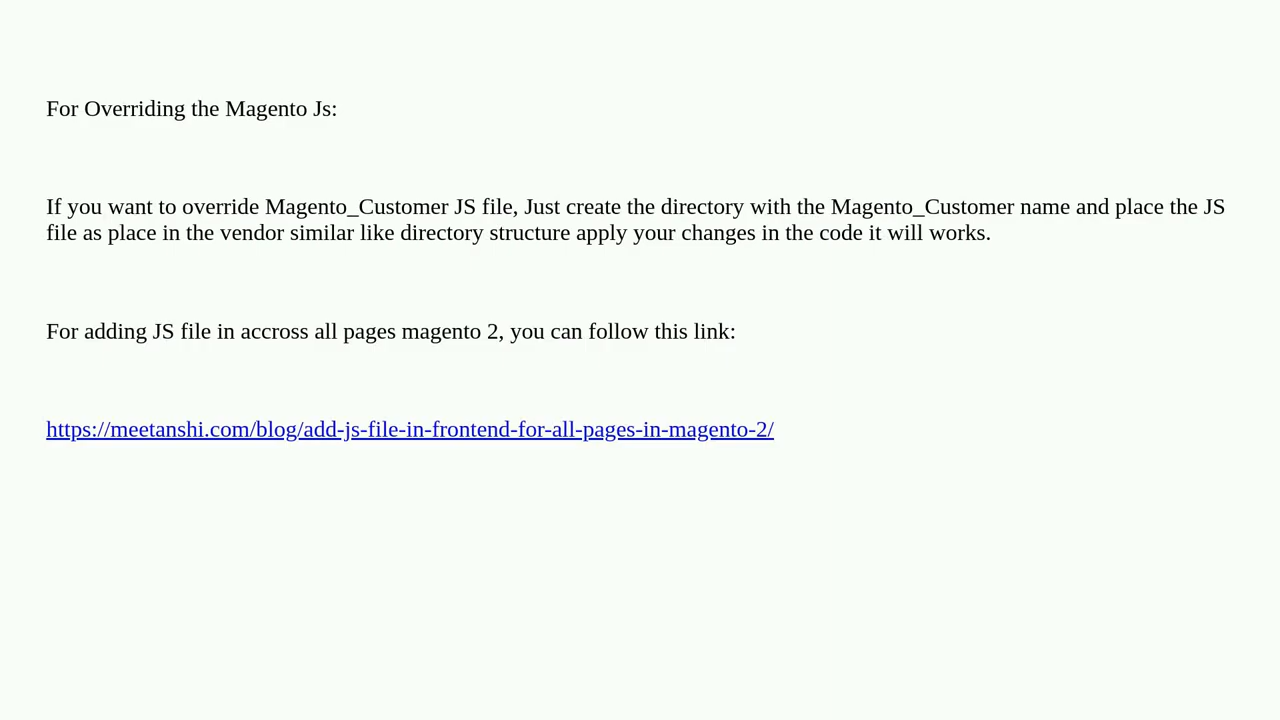 For Overriding the Magento Js:
If you want to override Magento_Customer JS file, Just create the directory with the Magento_Customer name and place the JS
file as place in the vendor similar like directory structure apply your changes in the code it will works.
For adding JS file in accross all pages magento 2, you can follow this link:
https://meetanshi.com/blog/add-js-file-in-frontend-for-all-pages-in-magento-2/